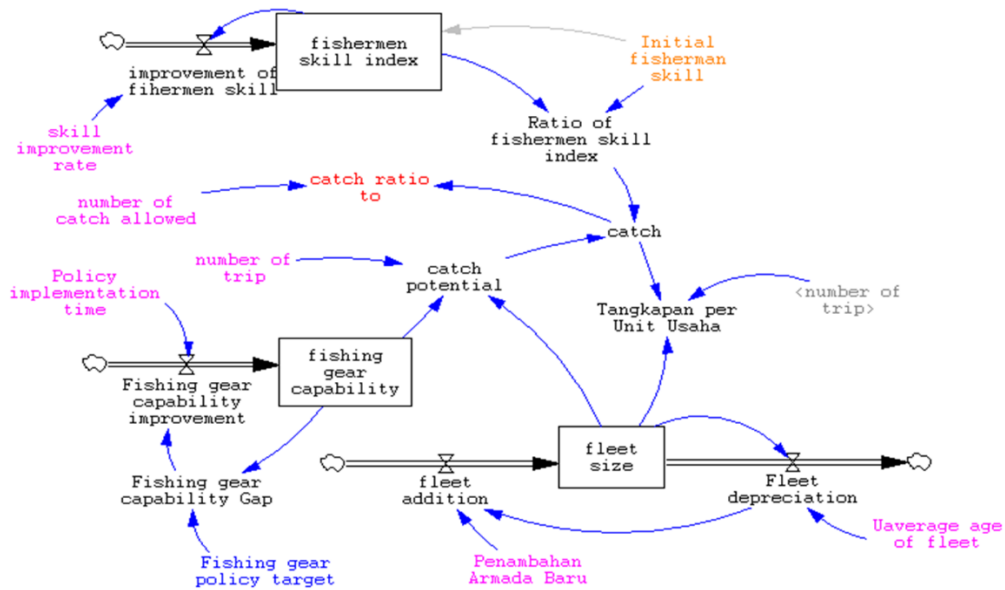 fishermen
skill index
Initial
fisherman
skill
improvement of
fihermen skill
skill
improvement
rate
Ratio of
fishermen skill
index
catch ratio
to
number of
catch allowed
catch
number of
trip
catch
potential
Policy
implementation
time
<number of
trip>
Tangkapan per
Unit Usaha
fishing
gear
capability
Fishing gear
capability
improvement
fleet
size
Fishing gear
capability Gap
fleet
addition
Fleet
depreciation
Uaverage age
of fleet
Fishing gear
policy target
Penambahan
Armada Baru